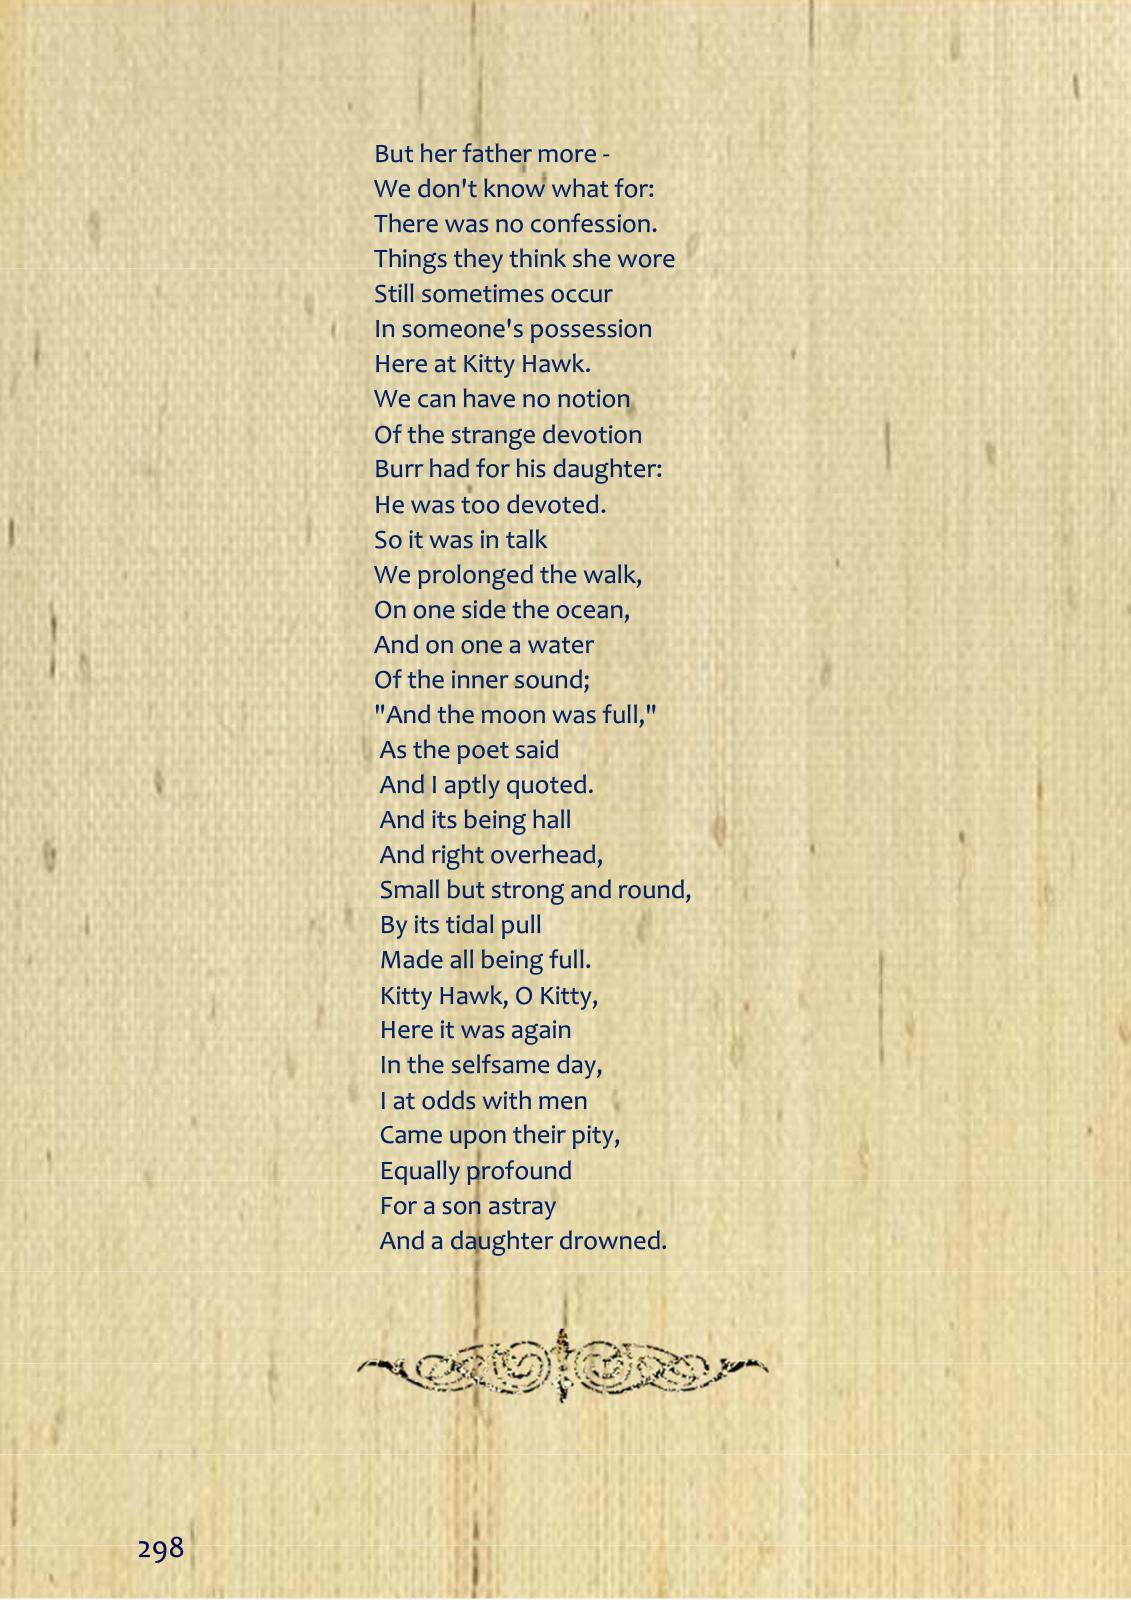 But her father more -
We don't know what for:
There was no confession.
Things they think she wore
Still sometimes occur
In someone's possession
Here at Kitty Hawk.
We can have no notion
Of the strange devotion
Burr had for his daughter:
He was too devoted.
So it was in talk
We prolonged the walk,
On one side the ocean,
And on one a water
Of the inner sound;
"And the moon was full,"
As the poet said
And I aptly quoted.
And its being hall
And right overhead,
Small but strong and round,
By its tidal pull
Made all being full.
Kitty Hawk, O Kitty,
Here it was again
In the selfsame day,
I at odds with men
Came upon their pity,
Equally profound
For a son astray
And a daughter drowned.
298